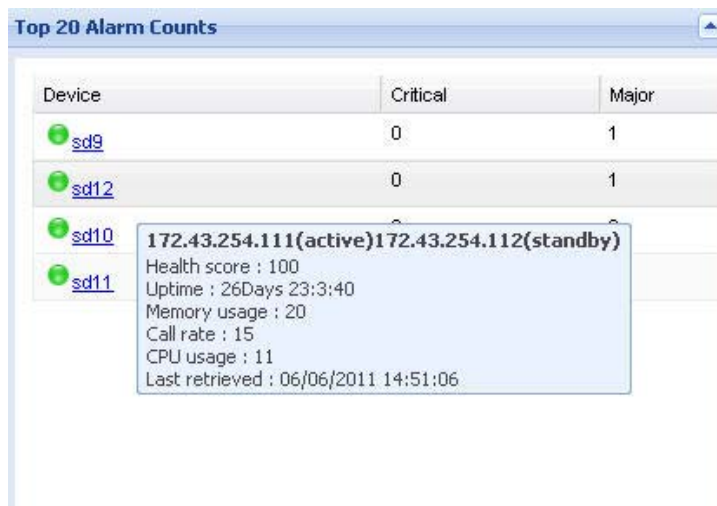 Top 20 Alarm Counts
Device Critical Major
sd9 0 1
sd12 0 1
sd10
172.43.254.111(active)172.43.254.112(standby)
Health score : 100
sd11
Uptime : 26Days 23:3:40
Memory usage : 20
Call rate : 15
CPU usage : 11
Last retrieved : 06/06/2011 14:51:06